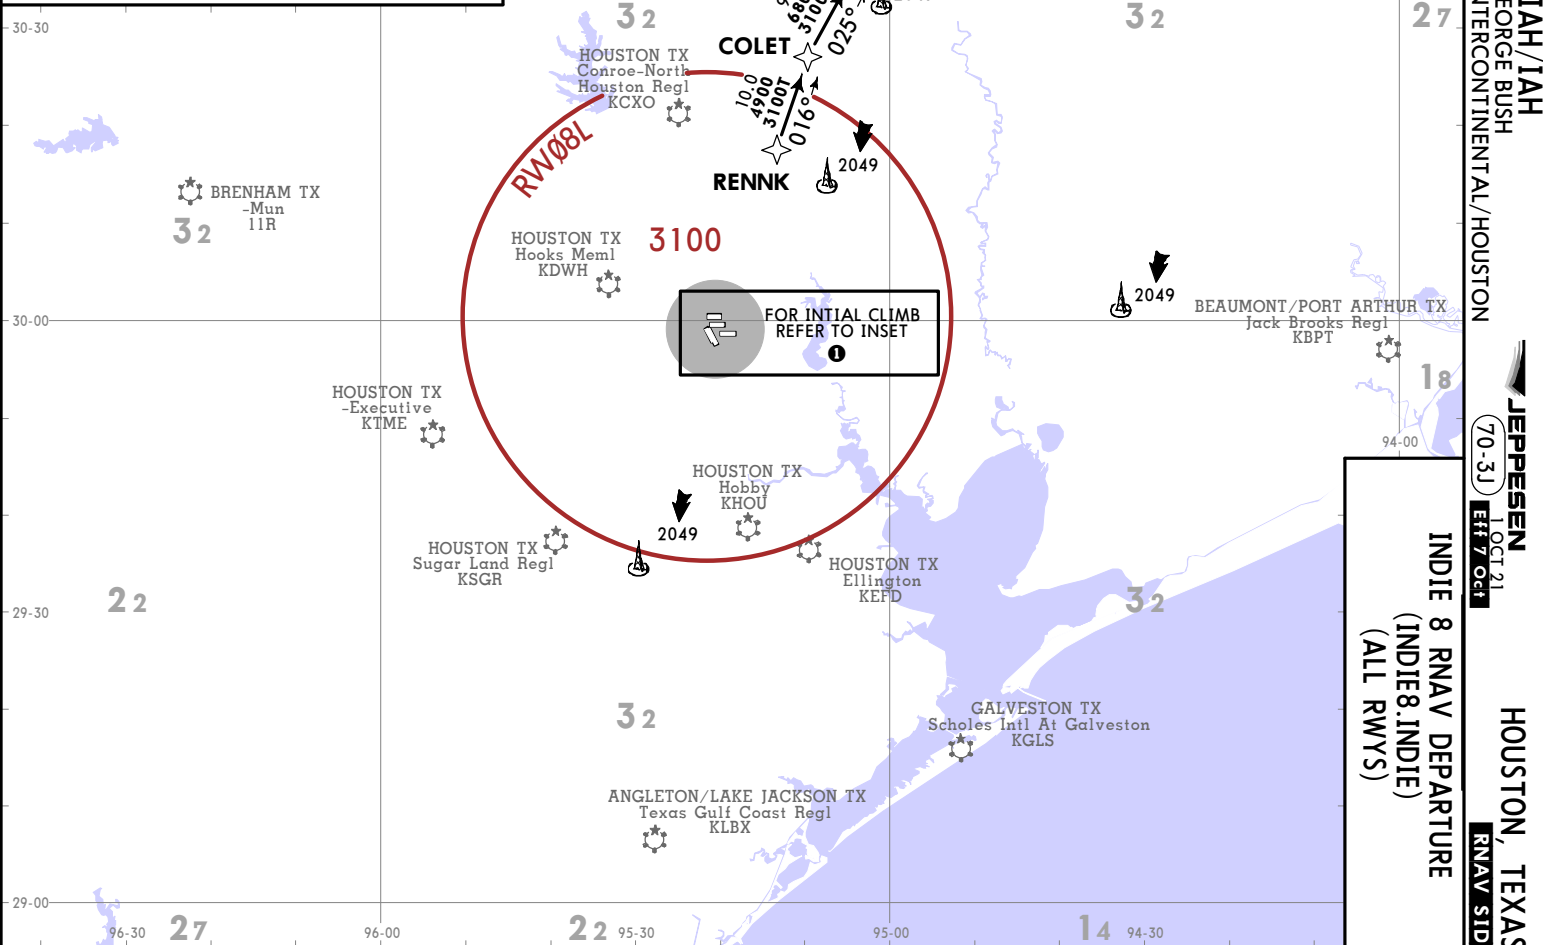 30-30
3 2
3 2
2 7
680
3100
025°
COLET
HOUSTON TX
Conroe-North
Houston Regl
KCXO
10.0
4900
3100T
016°
RENNK
2049
RWØ8L
BRENHAM TX
-Mun
11R
3 2
HOUSTON TX
Hooks Meml
KDWH
3100
2049
30-00
FOR INTIAL CLIMB
REFER TO INSET
1
BEAUMONT/PORT ARTHUR TX
Jack Brooks Regl
KBPT
18
94-00
HOUSTON TX
-Executive
KTME
HOUSTON TX
Hobby
KHOU
2049
HOUSTON TX
Sugar Land Regl
KSGR
HOUSTON TX
Ellington
KEFD
29-30
2 2
3 2
3 2
GALVESTON TX
Scholes Intl At Galveston
KGLS
ANGLETON/LAKE JACKSON TX
Texas Gulf Coast Regl
KLBX
29-00
96-30
2 7
96-00
2 2
95-30
95-00
14
94-30
IAH/IAH
EORGE BUSH
NTERCONTINENTAL/HOUSTON
JEPPESEN
1 OCT 21
70-3J
Eff 7 Oct
HOUSTON, TEXAS
RNAV SID
INDIE 8 RNAV DEPARTURE
(INDIE8.INDIE)
(ALL RWYS)